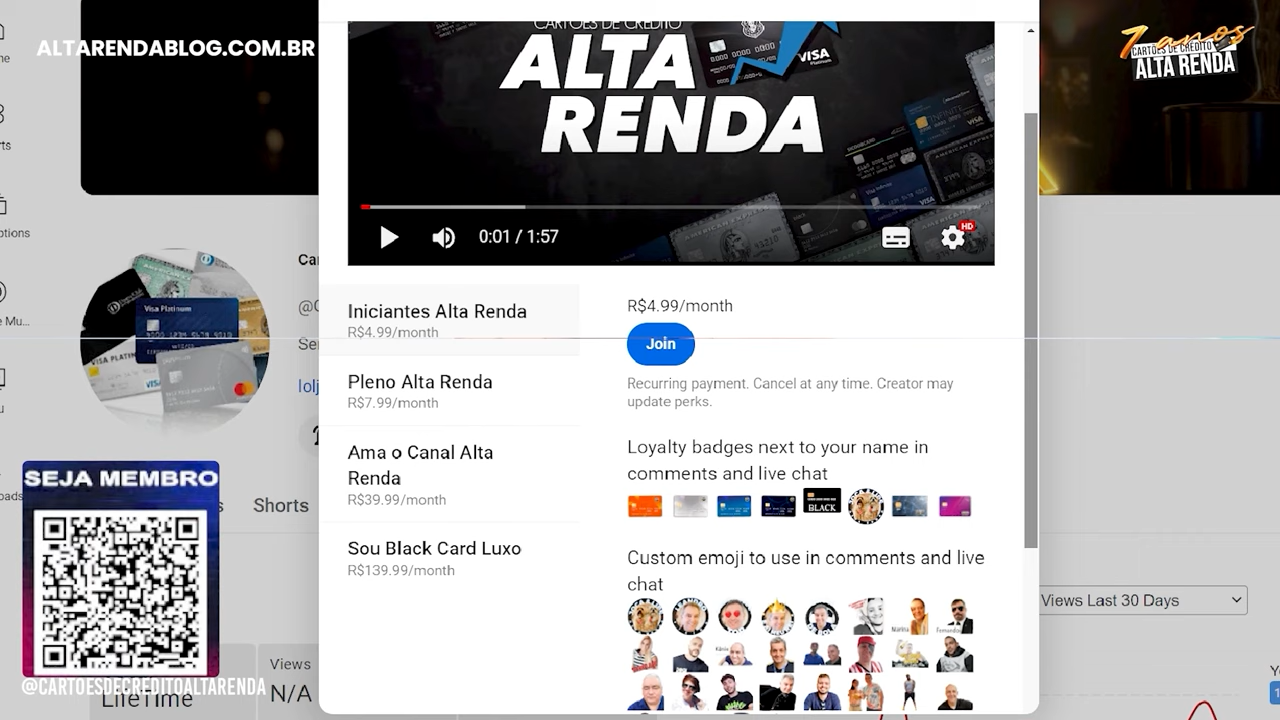 ALTARENDABLOG.COM.BR
CARTÕES DE CRÉDITO
ALTA
RENDA
VISA
7 anos
CARTÕES DE CRÉDITO
ALTA RENDA
0:01 / 1:57
HD
Iniciantes Alta Renda
R$4.99/month
Pleno Alta Renda
R$7.99/month
Ama o Canal Alta
Renda
R$39.99/month
Sou Black Card Luxo
R$139.99/month
R$4.99/month
Join
Recurring payment. Cancel at any time. Creator may
update perks.
Loyalty badges next to your name in
comments and live chat
BLACK
Custom emoji to use in comments and live
chat
Visa Platinum
SEJA MEMBRO
@CARTOESDECREDITOALTARENDA
Shorts
Views
N/A
LifeTime
Views Last 30 Days